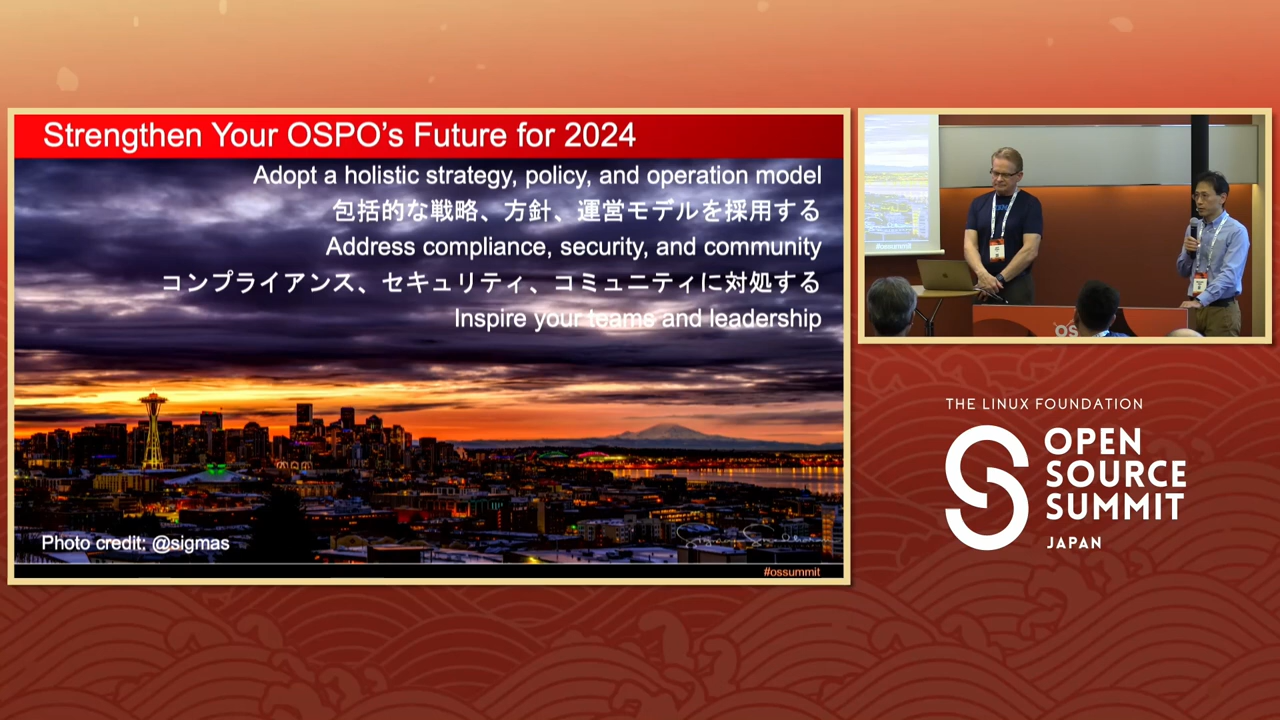 Strengthen Your OSPO's Future for 2024
Adopt a holistic strategy, policy, and operation model
包括的な戦略、方針、運営モデルを採用する
Address compliance, security, and community
コンプライアンス、セキュリティ、コミュニティに対処する
Inspire your teams and leadership
Photo credit: @sigmas
#ossummit
#ossummit
OS
THE LINUX FOUNDATION
OPEN
SOURCE
SUMMIT
JAPAN